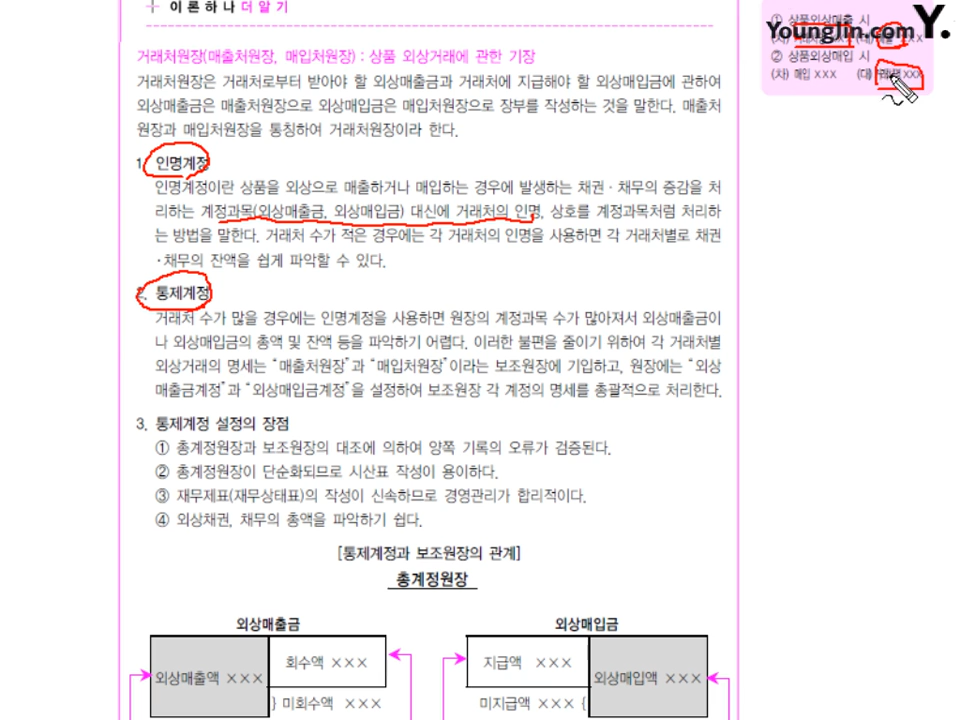 이 론 하 나 더 알 기
거래처원장(매출처원장, 매입처원장) : 상품 외상거래에 관한 기장
거래처원장은 거래처로부터 받아야 할 외상매출금과 거래처에 지급해야 할 외상매입금에 관하여
외상매출금은 매출처원장으로 외상매입금은 매입처원장으로 장부를 작성하는 것을 말한다. 매출처
원장과 매입처원장을 통칭하여 거래처원장이라 한다.
1. 인명계정
인명계정이란 상품을 외상으로 매출하거나 매입하는 경우에 발생하는 채권·채무의 증감을 처
리하는 계정과목(외상매출금, 외상매입금) 대신에 거래처의 인명, 상호를 계정과목처럼 처리하
는 방법을 말한다. 거래처 수가 적은 경우에는 각 거래처의 인명을 사용하면 각 거래처별로 채권
·채무의 잔액을 쉽게 파악할 수 있다.
2. 통제계정
거래처 수가 많을 경우에는 인명계정을 사용하면 원장의 계정과목 수가 많아져서 외상매출금이
나 외상매입금의 총액 및 잔액 등을 파악하기 어렵다. 이러한 불편을 줄이기 위하여 각 거래처별
외상거래의 명세는 "매출처원장"과 "매입처원장"이라는 보조원장에 기입하고, 원장에는 "외상
매출금계정"과 "외상매입금계정"을 설정하여 보조원장 각 계정의 명세를 총괄적으로 처리한다.
3. 통제계정 설정의 장점
① 총계정원장과 보조원장의 대조에 의하여 양쪽 기록의 오류가 검증된다.
② 총계정원장이 단순화되므로 시산표 작성이 용이하다.
③ 재무제표(재무상태표)의 작성이 신속하므로 경영관리가 합리적이다.
④ 외상채권, 채무의 총액을 파악하기 쉽다.
[통제계정과 보조원장의 관계]
총계정원장
외상매출금 외상매입금
외상매출액 ××× 회수액 ××× 지급액 ××× 외상매입액 ×××
} 미회수액 ××× 미지급액 ××× {
① 상품외상매출 시
YoungJin.com Y.
② 상품외상매입 시
(차) 매입 ××× (대) ×××